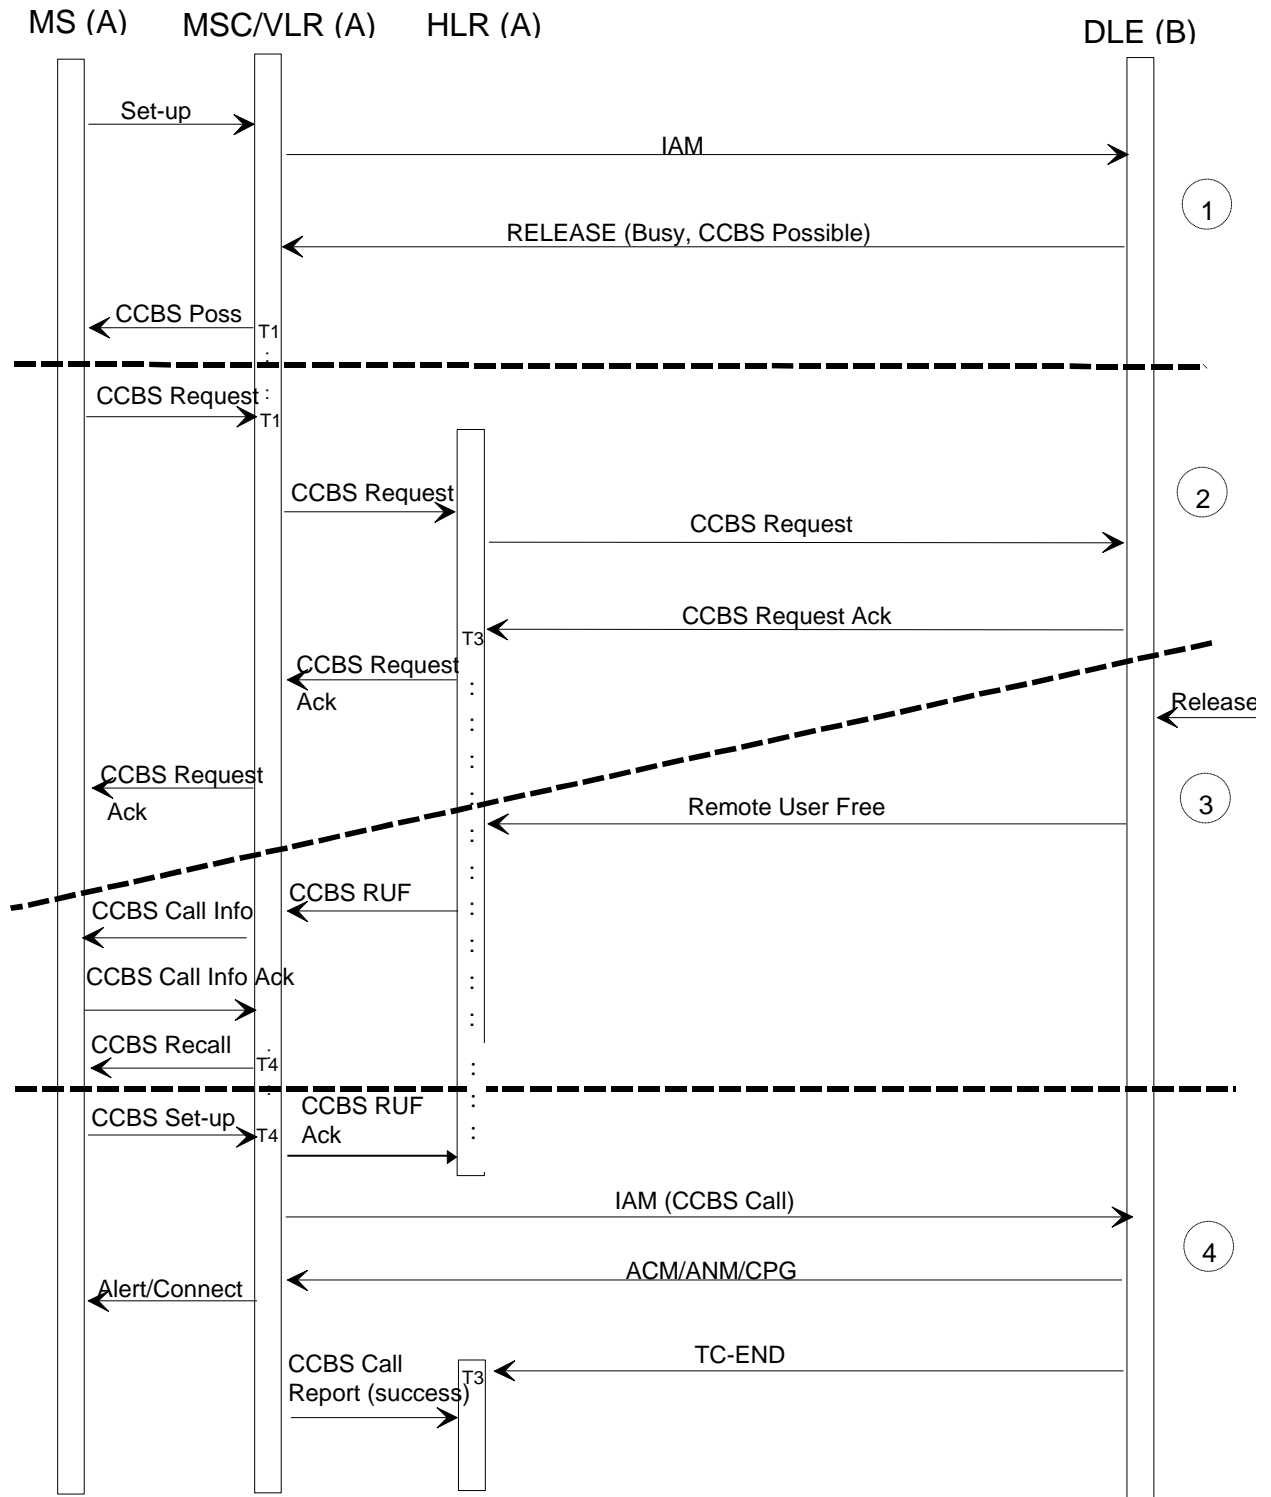 MS (A) MSC/VLR (A) HLR (A) DLE (B)
Set-up
IAM
1
RELEASE (Busy, CCBS Possible)
CCBS Poss
T1
:
CCBS Request
:
T1
CCBS Request
2
CCBS Request
CCBS Request Ack
T3
CCBS Request
Ack
Release
CCBS Request
Ack
3
Remote User Free
CCBS RUF
CCBS Call Info
CCBS Call Info Ack
CCBS Recall
T4
CCBS RUF
Ack
CCBS Set-up
T4
IAM (CCBS Call)
4
ACM/ANM/CPG
Alert/Connect
TC-END
CCBS Call
Report (success)
T3